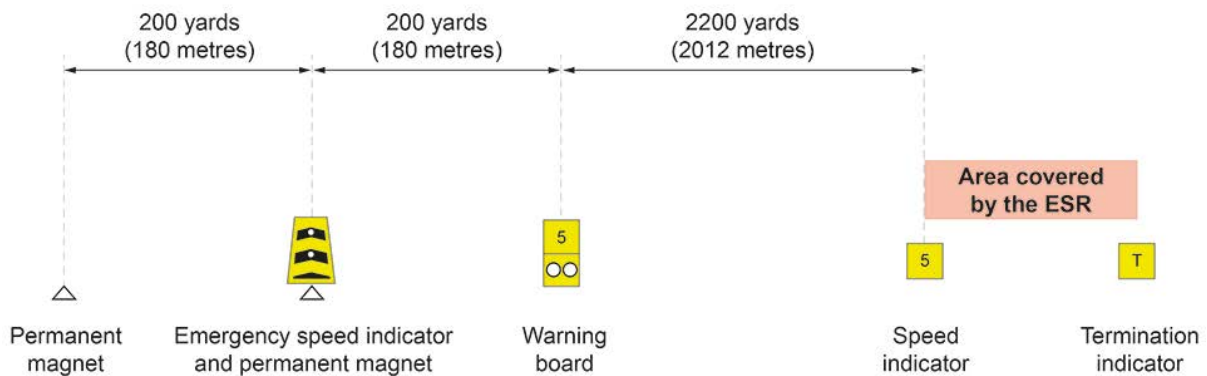 200 yards
(180 metres)
200 yards
(180 metres)
2200 yards
(2012 metres)
Area covered
by the ESR
5
5
T
Permanent
magnet
Emergency speed indicator
and permanent magnet
Warning
board
Speed
indicator
Termination
indicator